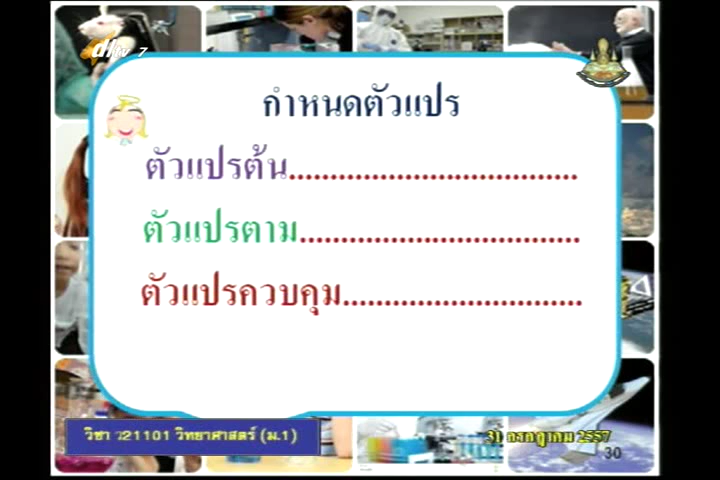 dltv 7
กำหนดตัวแปร
ตัวแปรต้น...................................
ตัวแปรตาม..................................
ตัวแปรควบคุม.............................
วิชา ว21101 วิทยาศาสตร์ (ม.1)
31 กรกฎาคม 2557
30